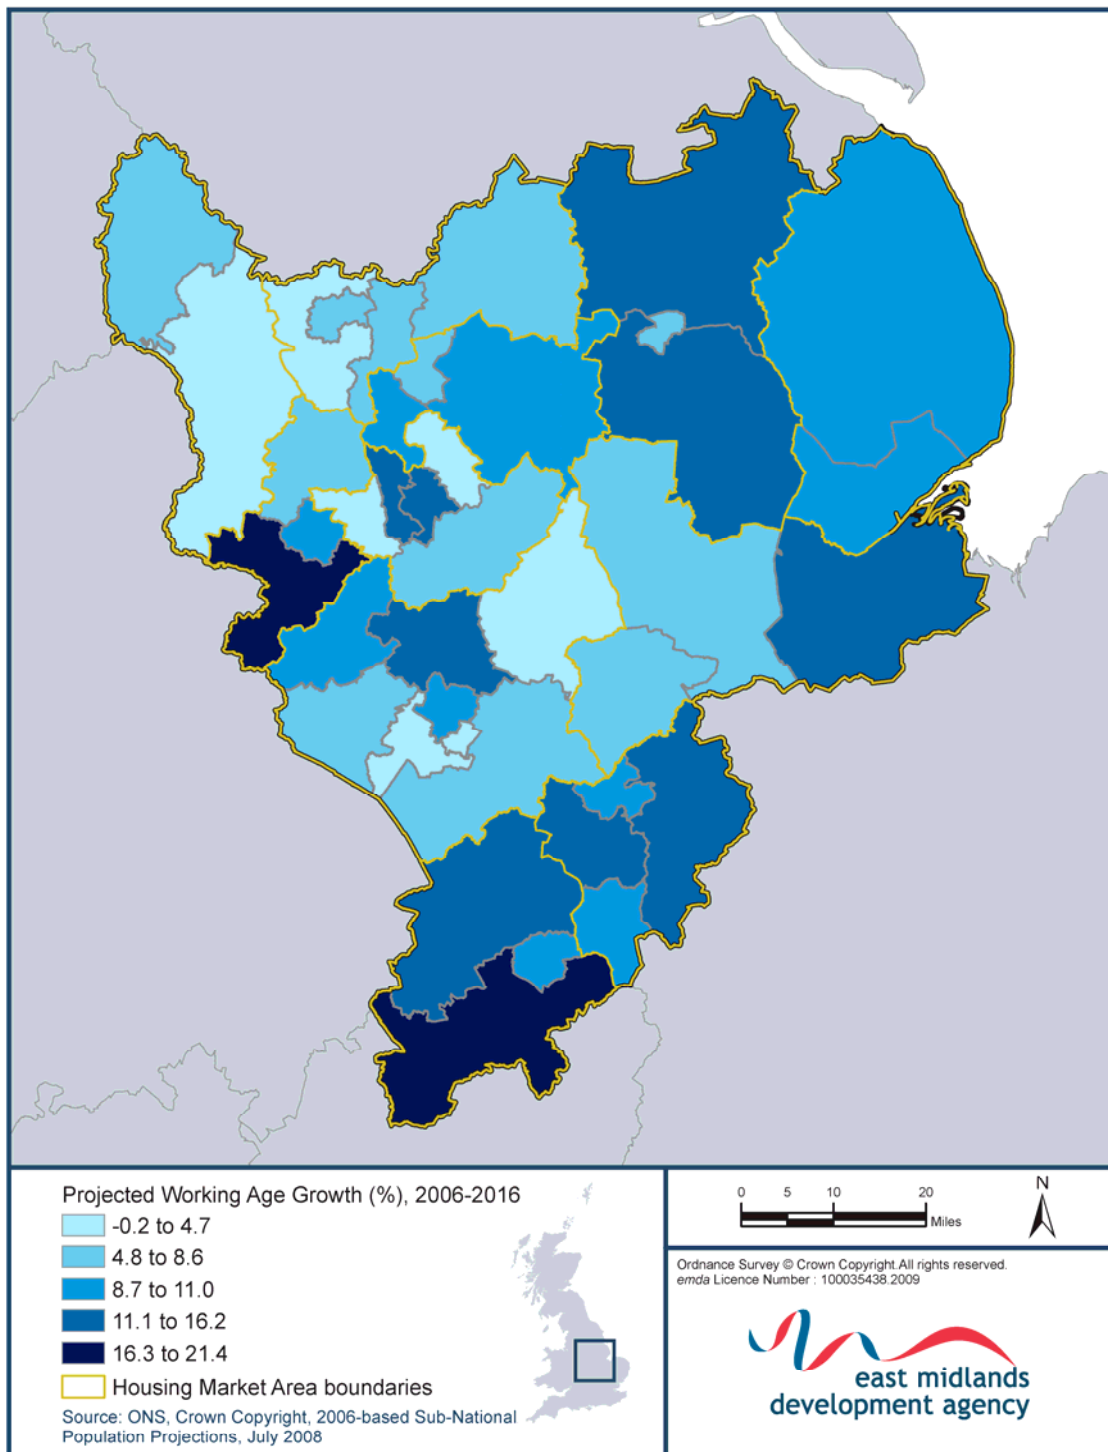 Projected Working Age Growth (%), 2006-2016
-0.2 to 4.7
4.8 to 8.6
8.7 to 11.0
11.1 to 16.2
16.3 to 21.4
Housing Market Area boundaries
Source: ONS, Crown Copyright, 2006-based Sub-National
Population Projections, July 2008
0 5 10 20
Miles
N
Ordnance Survey © Crown Copyright.All rights reserved.
emda Licence Number : 100035438.2009
east midlands
development agency